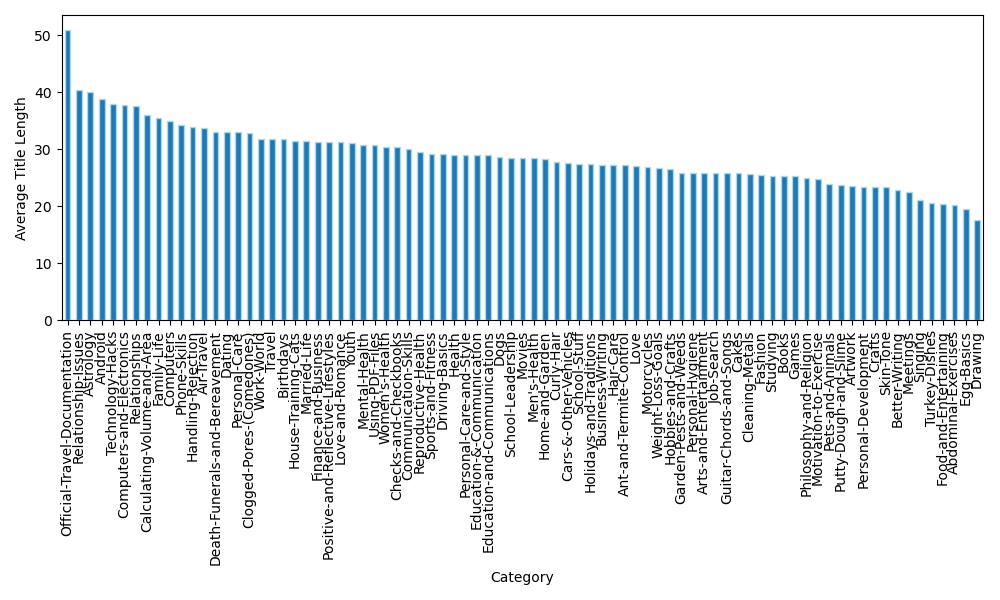 50
40
30
20
10
0
Average Title Length
Official-Travel-Documentation
Relationship-Issues
Astrology
Android
Technology-Hacks
Computers-and-Electronics
Relationships
Calculating-Volume-and-Area
Family-Life
Conifers
Phone-Skills
Handling-Rejection
Air-Travel
Death-Funerals-and-Bereavement
Dating
Personal-Care
Clogged-Pores-(Comedones)
Work-World
Travel
Birthdays
House-Training-Cats
Married-Life
Finance-and-Business
Positive-and-Reflective-Lifestyles
Love-and-Romance
Youth
Mental-Health
Using-PDF-Files
Women's-Health
Checks-and-Checkbooks
Communication-Skills
Reproductive-Health
Sports-and-Fitness
Driving-Basics
Health
Personal-Care-and-Style
Education-&-Communication
Education-and-Communications
Dogs
School-Leadership
Movies
Men's-Health
Home-and-Garden
Curly-Hair
Cars-&-Other-Vehicles
School-Stuff
Holidays-and-Traditions
Business-Writing
Hair-Care
Ant-and-Termite-Control
Love
Motorcycles
Weight-Loss-Goals
Hobbies-and-Crafts
Garden-Pests-and-Weeds
Personal-Hygiene
Arts-and-Entertainment
Job-Search
Guitar-Chords-and-Songs
Cakes
Cleaning-Metals
Fashion
Studying
Books
Games
Philosophy-and-Religion
Motivation-to-Exercise
Pets-and-Animals
Putty-Dough-and-Slime
Artwork
Personal-Development
Crafts
Skin-Tone
Better-Writing
Meetings
Singing
Turkey-Dishes
Food-and-Entertaining
Abdominal-Exercises
Egg-Basics
Drawing
Category